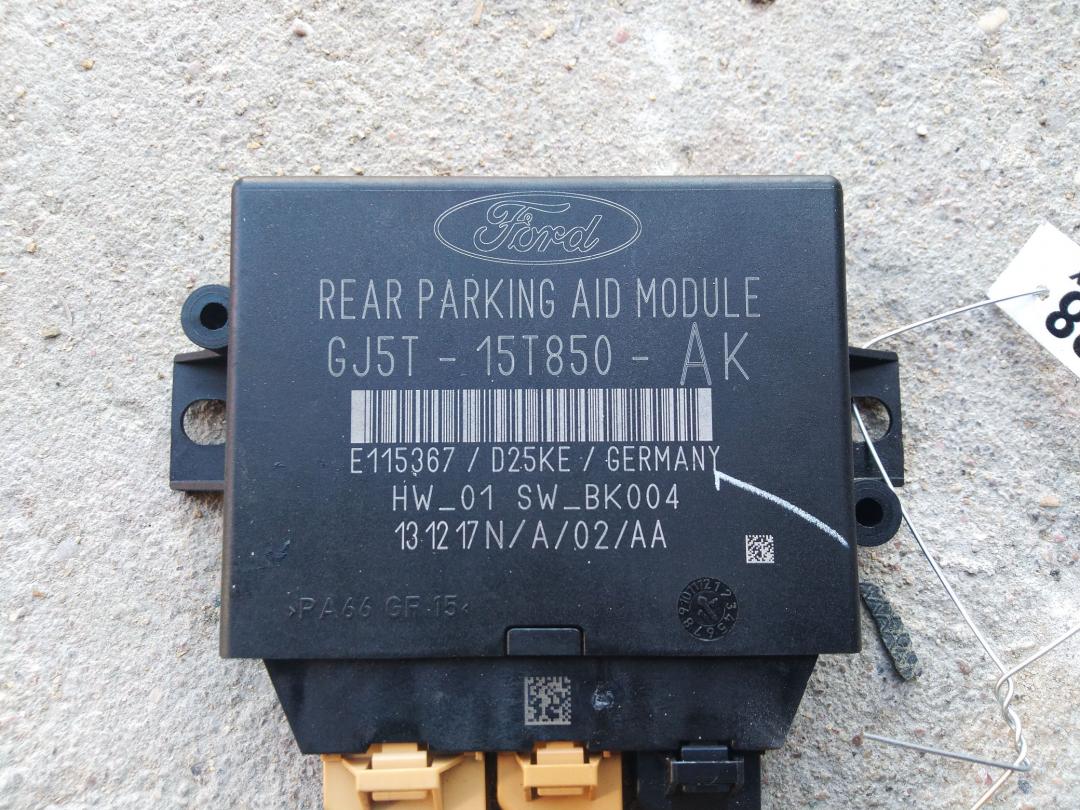 Ford
REAR PARKING AID MODULE
GJ5T - 15T850 - AK
E115367 / D25KE / GERMANY
HW_01 SW_BK004
13 12 17 N/A/02/AA
>PA66 GF 15<